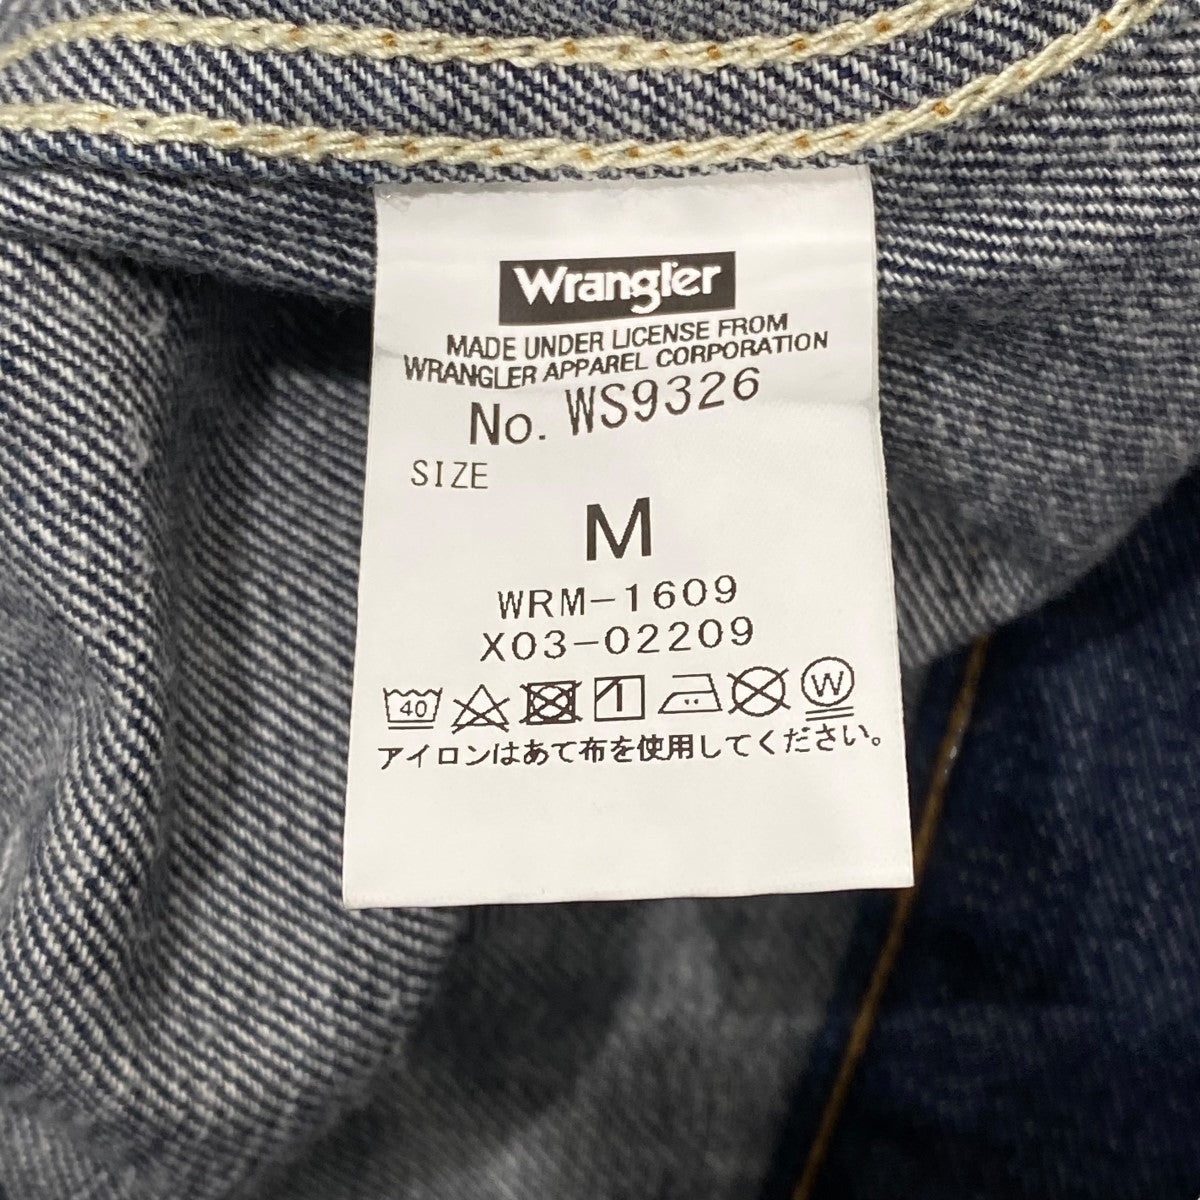 Wrangler
MADE UNDER LICENSE FROM
WRANGLER APPAREL CORPORATION
No. WS9326
SIZE
M
WRM-1609
X03-02209
40 W
アイロンはあて布を使用してください。